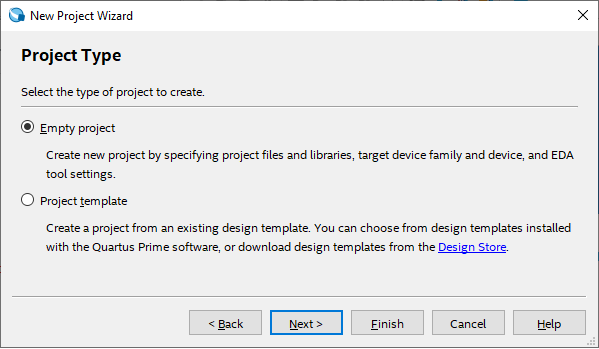 New Project Wizard
Project Type
Select the type of project to create.
Empty project
Create new project by specifying project files and libraries, target device family and device, and EDA
tool settings.
Project template
Create a project from an existing design template. You can choose from design templates installed
with the Quartus Prime software, or download design templates from the Design Store.
< Back Next > Finish Cancel Help